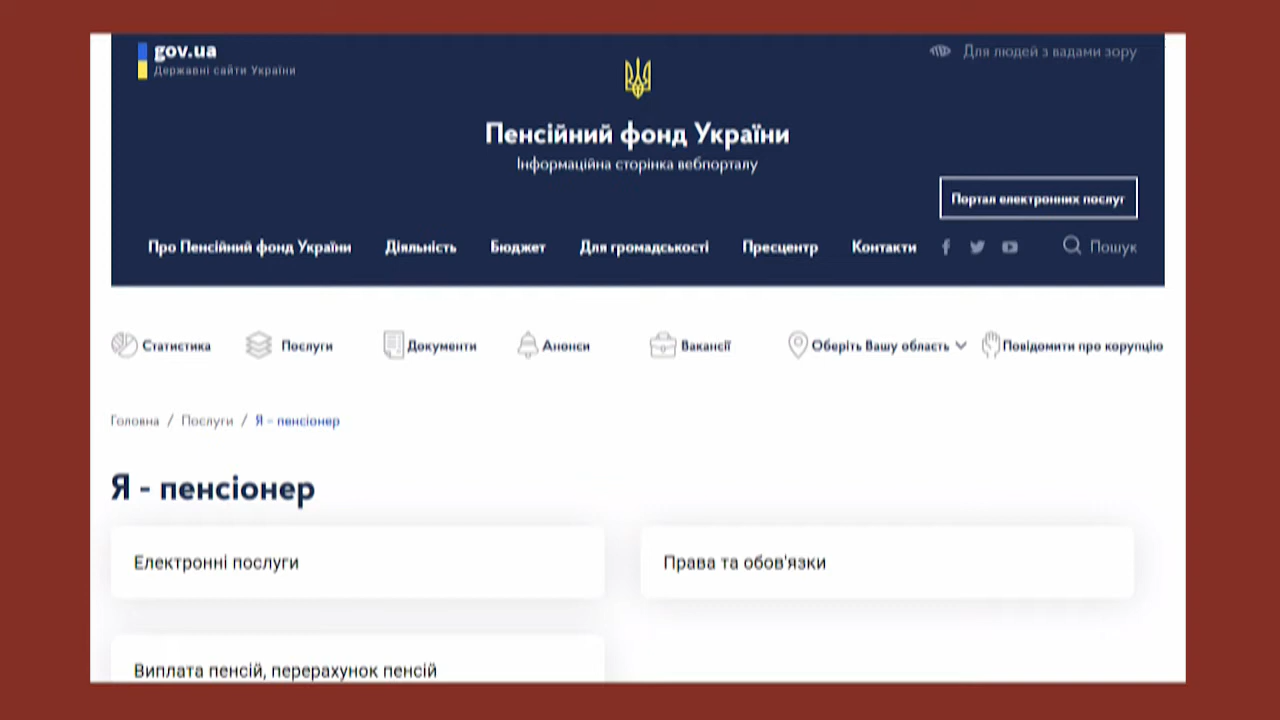 gov.ua
Державні сайти України
Для людей з вадами зору
Пенсійний фонд України
Інформаційна сторінка вебпорталу
Портал електронних послуг
Про Пенсійний фонд України Діяльність Бюджет Для громадськості Пресцентр Контакти Пошук
Статистика Послуги Документи Анонси Вакансії Оберіть Вашу область Повідомити про корупцію
Головна / Послуги / Я - пенсіонер
Я - пенсіонер
Електронні послуги Права та обов'язки
Виплата пенсій, перерахунок пенсій